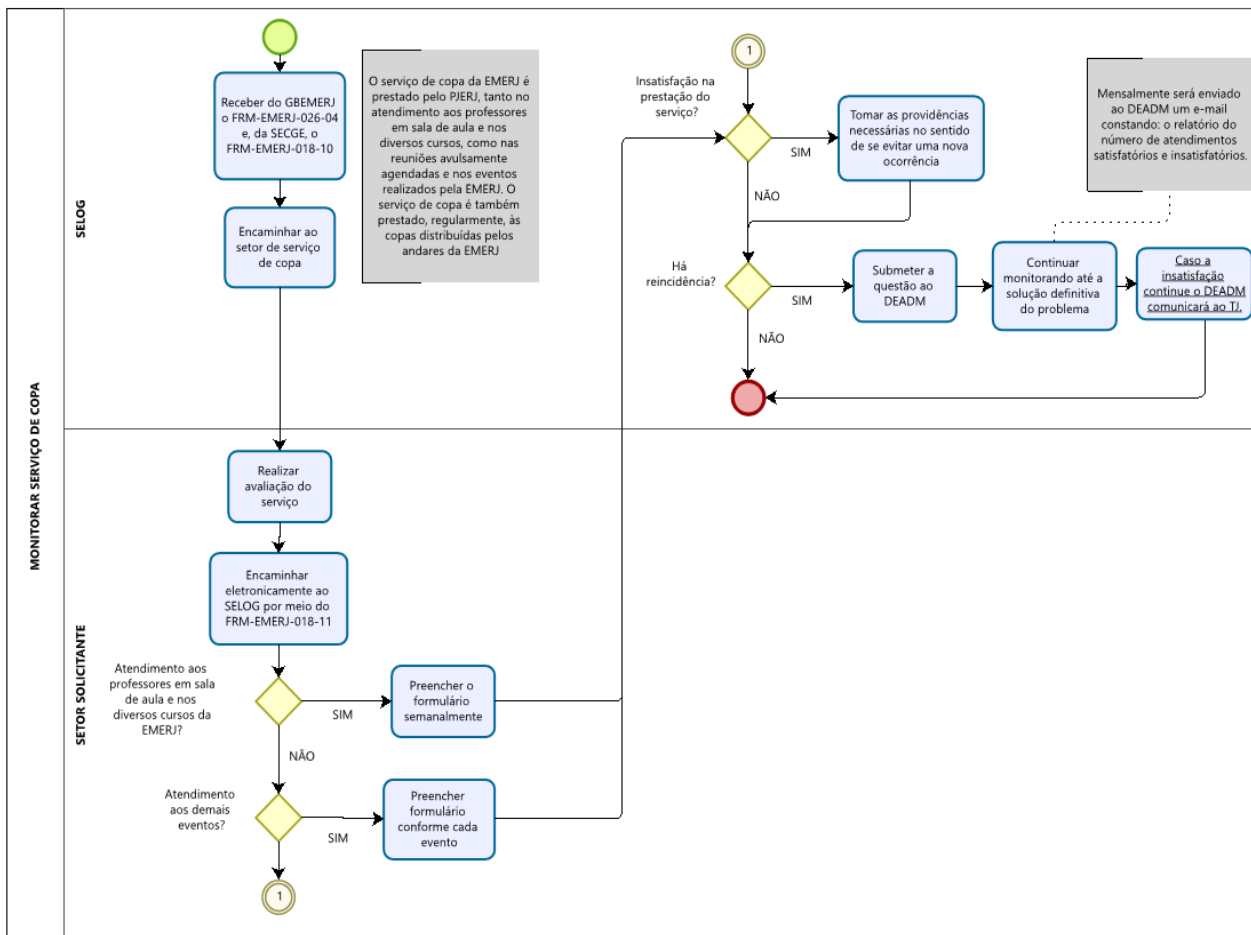 MONITORAR SERVIÇO DE COPA
SELOG
Receber do GBEMERJ
o FRM-EMERJ-026-04
e, da SECGE, o
FRM-EMERJ-018-10
Encaminhar ao
setor de serviço
de copa
O serviço de copa da EMERJ é
prestado pelo PJERJ, tanto no
atendimento aos professores
em sala de aula e nos
diversos cursos, como nas
reuniões avulsamente
agendadas e nos eventos
realizados pela EMERJ. O
serviço de copa é também
prestado, regularmente, às
copas distribuídas pelos
andares da EMERJ
1
Insatisfação na
prestação do
serviço?
SIM
Tomar as providências
necessárias no sentido
de se evitar uma nova
ocorrência
NÃO
Mensalmente será enviado
ao DEADM um e-mail
constando: o relatório do
número de atendimentos
satisfatórios e insatisfatórios.
Há
reincidência?
SIM
Submeter a
questão ao
DEADM
Continuar
monitorando até a
solução definitiva
do problema
Caso a
insatisfação
continue o DEADM
comunicará ao TJ.
NÃO
SETOR SOLICITANTE
Realizar
avaliação do
serviço
Encaminhar
eletronicamente ao
SELOG por meio do
FRM-EMERJ-018-11
Atendimento aos
professores em sala
de aula e nos
diversos cursos da
EMERJ?
SIM
Preencher o
formulário
semanalmente
NÃO
Atendimento
aos demais
eventos?
SIM
Preencher
formulário
conforme cada
evento
1